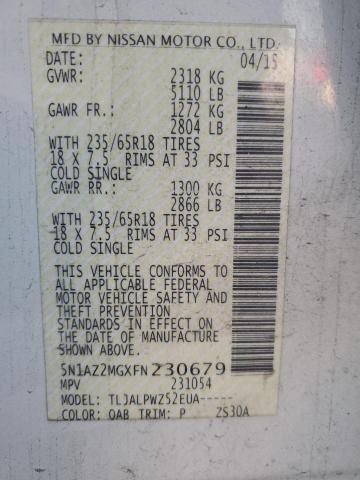 MFD BY NISSAN MOTOR CO., LTD.
DATE: 04/15
GVWR: 2318 KG
5110 LB
GAWR FR.: 1272 KG
2804 LB
WITH 235/65R18 TIRES
18 X 7.5 RIMS AT 33 PSI
COLD SINGLE
GAWR RR.: 1300 KG
2866 LB
WITH 235/65R18 TIRES
18 X 7.5 RIMS AT 33 PSI
COLD SINGLE
THIS VEHICLE CONFORMS TO
ALL APPLICABLE FEDERAL
MOTOR VEHICLE SAFETY AND
THEFT PREVENTION
STANDARDS IN EFFECT ON
THE DATE OF MANUFACTURE
SHOWN ABOVE.
5N1AZ2MGXFN230679
MPV 231054
MODEL: TLJALPWZ52EUA-----
COLOR: QAB TRIM: P ZS30A